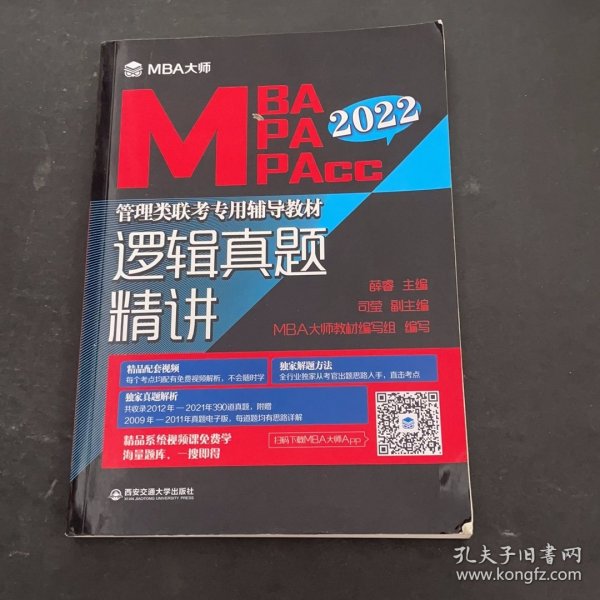 MBA大师
MBA
MPA
MPAcc
2022
管理类联考专用辅导教材
逻辑真题
精讲
薛睿 主编
司莹 副主编
MBA大师教材编写组 编写
精品配套视频
每个考点均配有免费视频解析，不会随时学
独家解题方法
全行业独家从考官出题思路入手，直击考点
独家真题解析
共收录2012年—2021年390道真题，附赠
2009年—2011年真题电子版，每道题均有思路详解
精品系统视频课免费学
海量题库、一搜即得
扫码下载MBA大师App
西安交通大学出版社
XI'AN JIAOTONG UNIVERSITY PRESS
孔夫子旧书网
www.kongfz.com